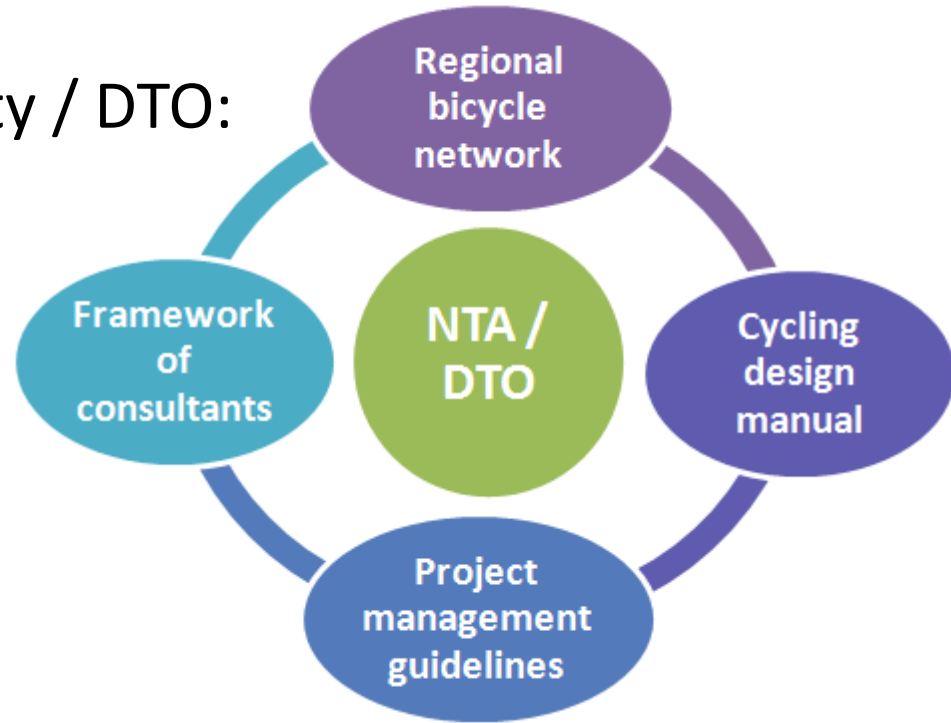 ty / DTO:
Regional
bicycle
network
NTA /
DTO
Framework
of
consultants
Cycling
design
manual
Project
management
guidelines